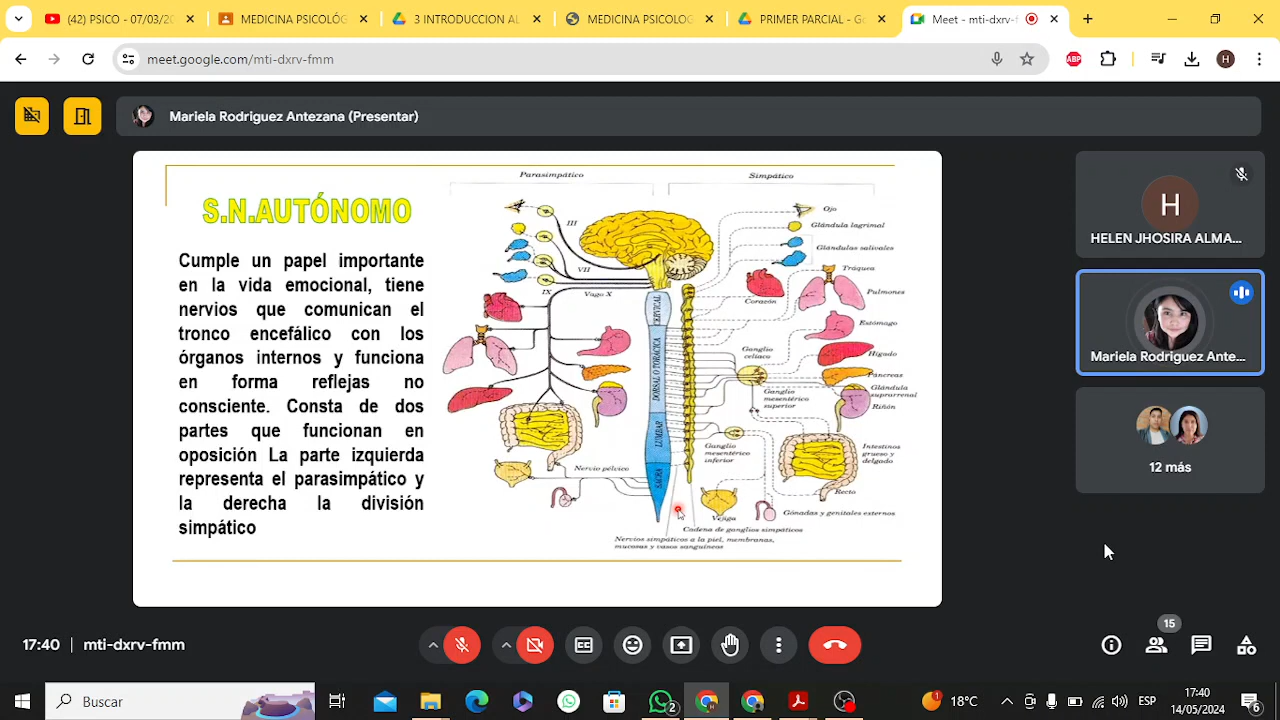 (42) PSICO - 07/03/20
MEDICINA PSICOLÓG
3 INTRODUCCION AL
MEDICINA PSICOLOG
PRIMER PARCIAL - Go
Meet - mti-dxrv-f
meet.google.com/mti-dxrv-fmm
ABP
H
Mariela Rodriguez Antezana (Presentar)
S.N.AUTÓNOMO
Cumple un papel importante
en la vida emocional, tiene
nervios que comunican el
tronco encefálico con los
órganos internos y funciona
forma reflejas no
consciente. Consta de dos
partes que funcionan en
oposición La parte izquierda
representa el parasimpático y
la derecha la división
simpático
Parasimpático
Simpático
III
VII
IX
Vago X
Nervio pélvico
CERVICAL
DORSAL O TORÁCICA
LUMBAR
SACRA
Ojo
Glándula lagrimal
Glándulas salivales
Tráquea
Corazón
Pulmones
Estómago
Ganglio
celíaco
Hígado
Páncreas
Glándula
suprarrenal
Riñón
Ganglio
mesentérico
superior
Ganglio
mesentérico
inferior
Intestinos
grueso y
delgado
Recto
Vejiga
Gónadas y genitales externos
Cadena de ganglios simpáticos
Nervios simpáticos a la piel, membranas,
mucosas y vasos sanguíneos
H
Mariela Rodriguez Ante...
12 más
17:40 | mti-dxrv-fmm
15
Buscar
2
1
18°C
ESP
17:40
14/05/2024
6